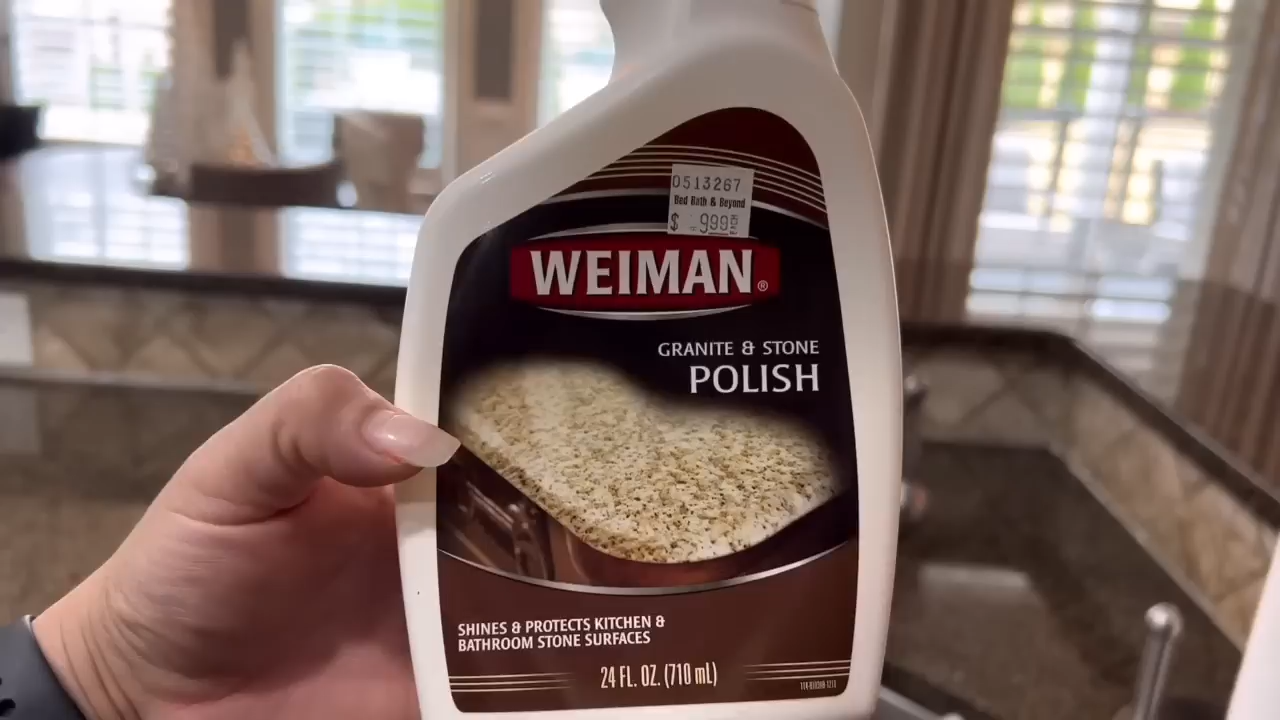 0513267
Bed Bath & Beyond
$ 999
WEIMAN®
GRANITE & STONE
POLISH
SHINES & PROTECTS KITCHEN &
BATHROOM STONE SURFACES
24 FL. OZ. (710 mL)